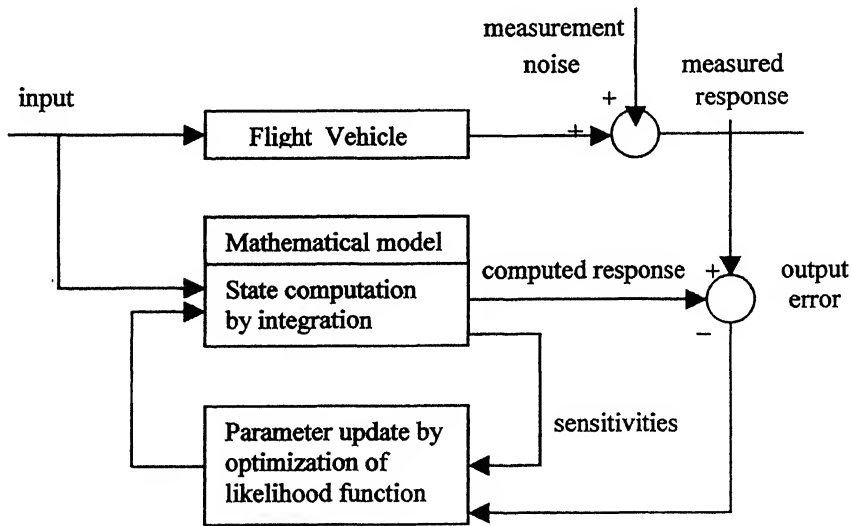 measurement
noise
measured
response
input
+
+
Flight Vehicle
Mathematical model
State computation
by integration
computed response
+
−
output
error
sensitivities
Parameter update by
optimization of
likelihood function